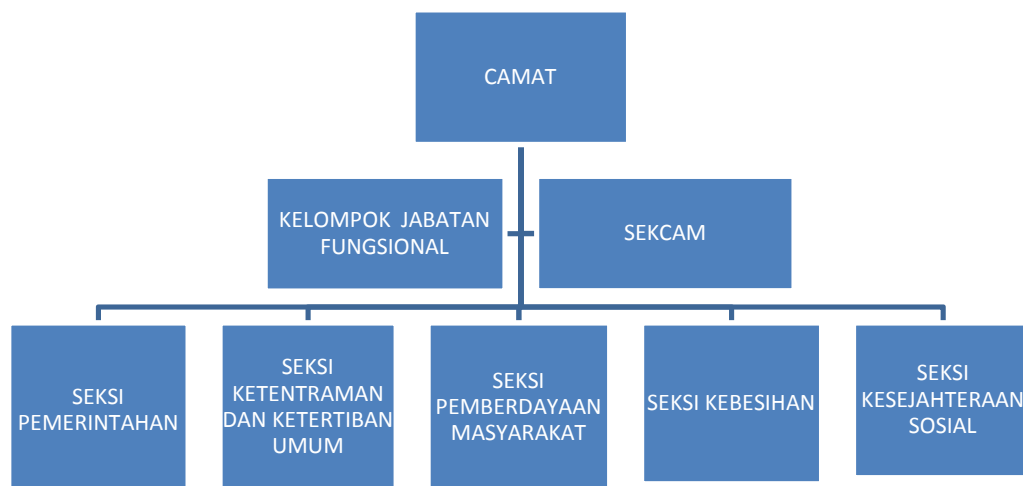 CAMAT
KELOMPOK JABATAN
FUNGSIONAL
SEKCAM
SEKSI
PEMERINTAHAN
SEKSI
KETENTRAMAN
DAN KETERTIBAN
UMUM
SEKSI
PEMBERDAYAAN
MASYARAKAT
SEKSI KEBESIHAN
SEKSI
KESEJAHTERAAN
SOSIAL